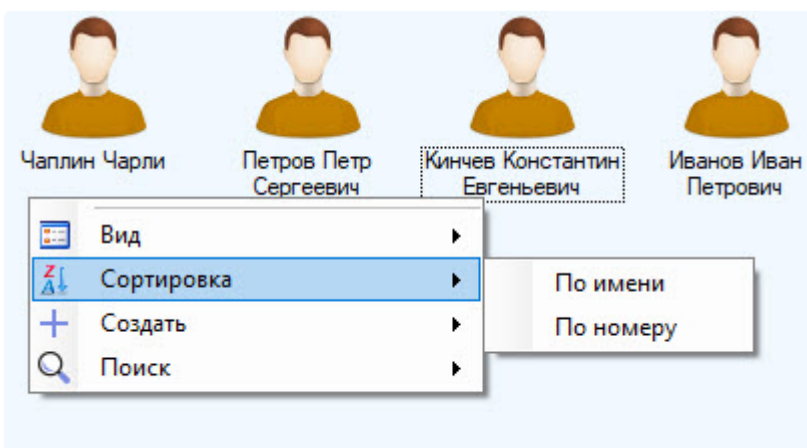 Чаплин Чарли
Петров Петр
Сергеевич
Кинчев Константин
Евгеньевич
Иванов Иван
Петрович
Вид
Сортировка
Создать
Поиск
По имени
По номеру